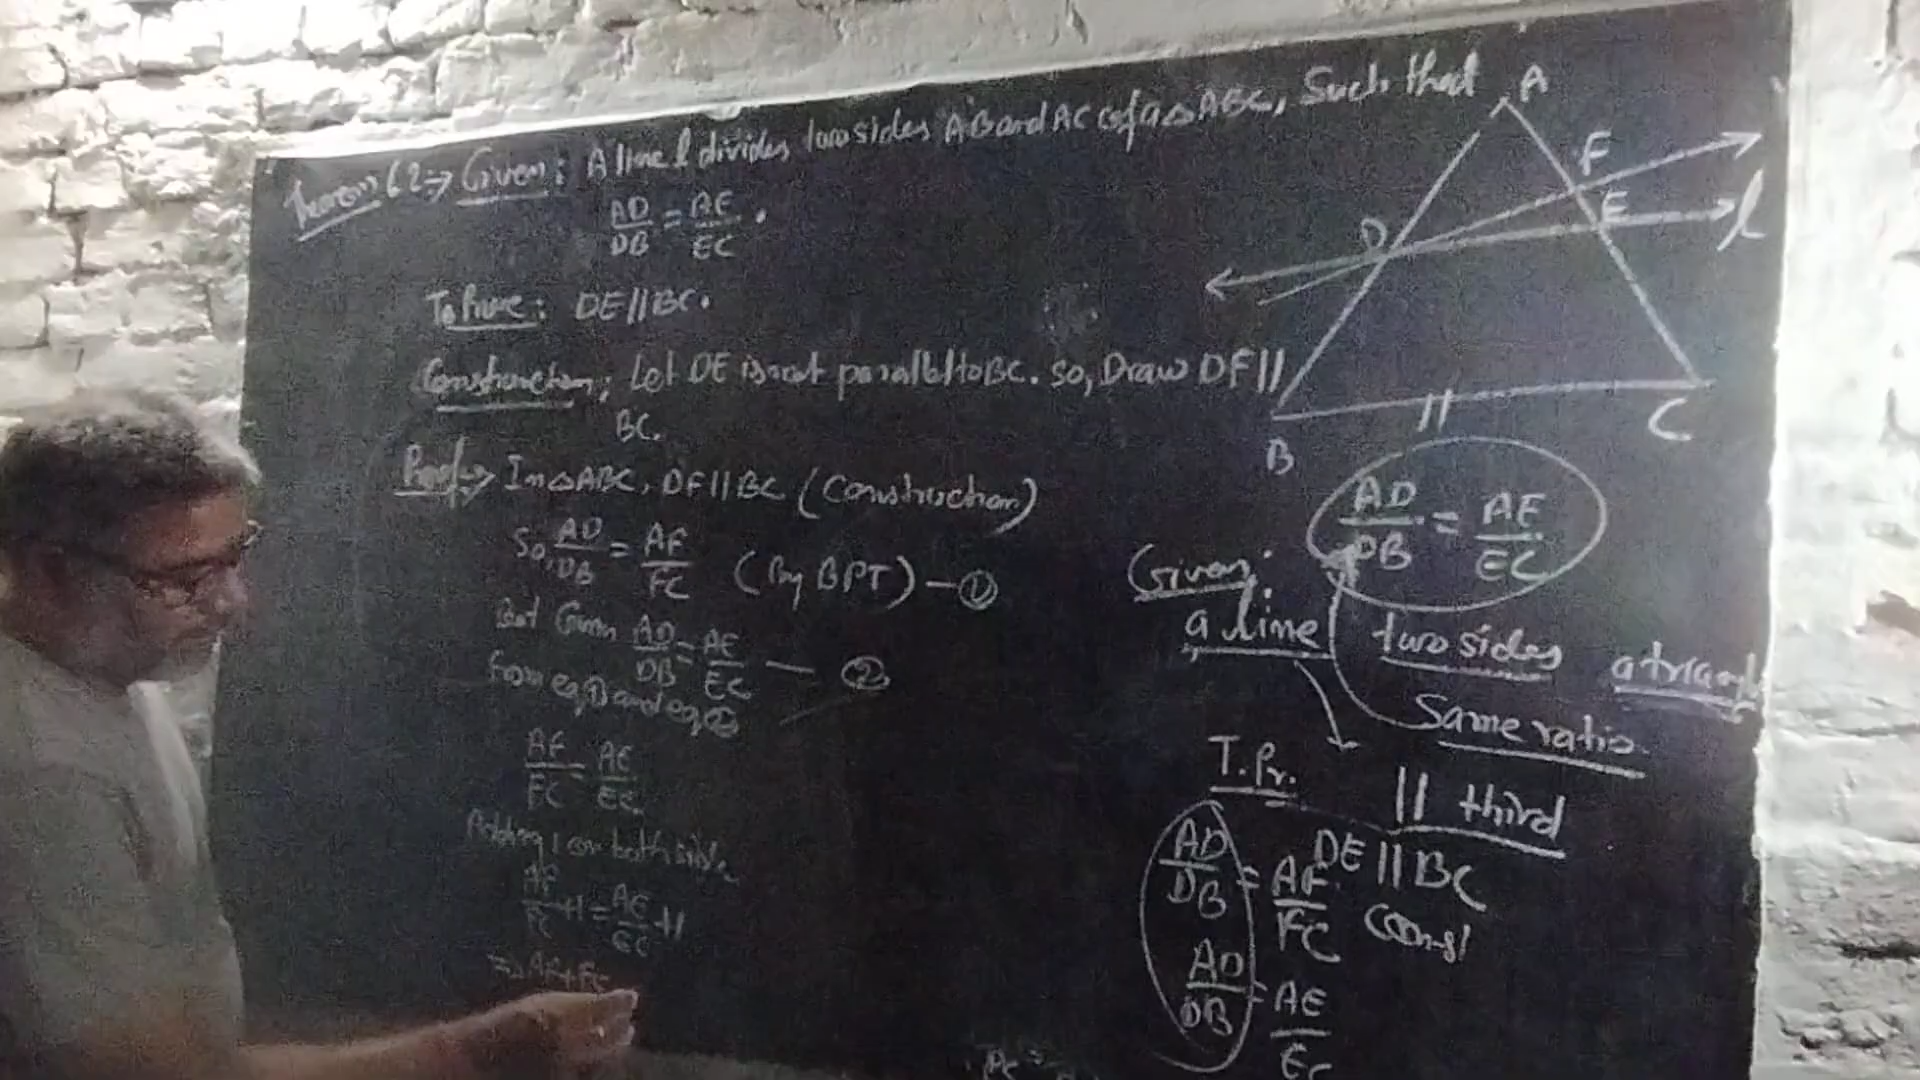 Theorem 6.2 => Given: A line l divides two sides AB and AC of a △ABC, Such that
AD/DB = AE/EC.
To Prove: DE||BC.
Construction: Let DE is not parallel to BC. So, Draw DF||
BC.
Proof-> In △ABC, DF||BC (Construction)
So, AD/DB = AF/FC (By BPT) — ①
But Given AD/DB = AE/EC — ②
from eq ① and eq ②
AF/FC = AE/EC
Adding 1 on both side
AF/FC + 1 = AE/EC + 1
=> AF+FC
A
F
E
D
l
B
C
||
AD/DB = AE/EC
Given:
a line two sides a triangle
Same ratio
T.Pr. || third
DE||BC
AD/DB = AF/FC Const
AD/DB = AE/EC